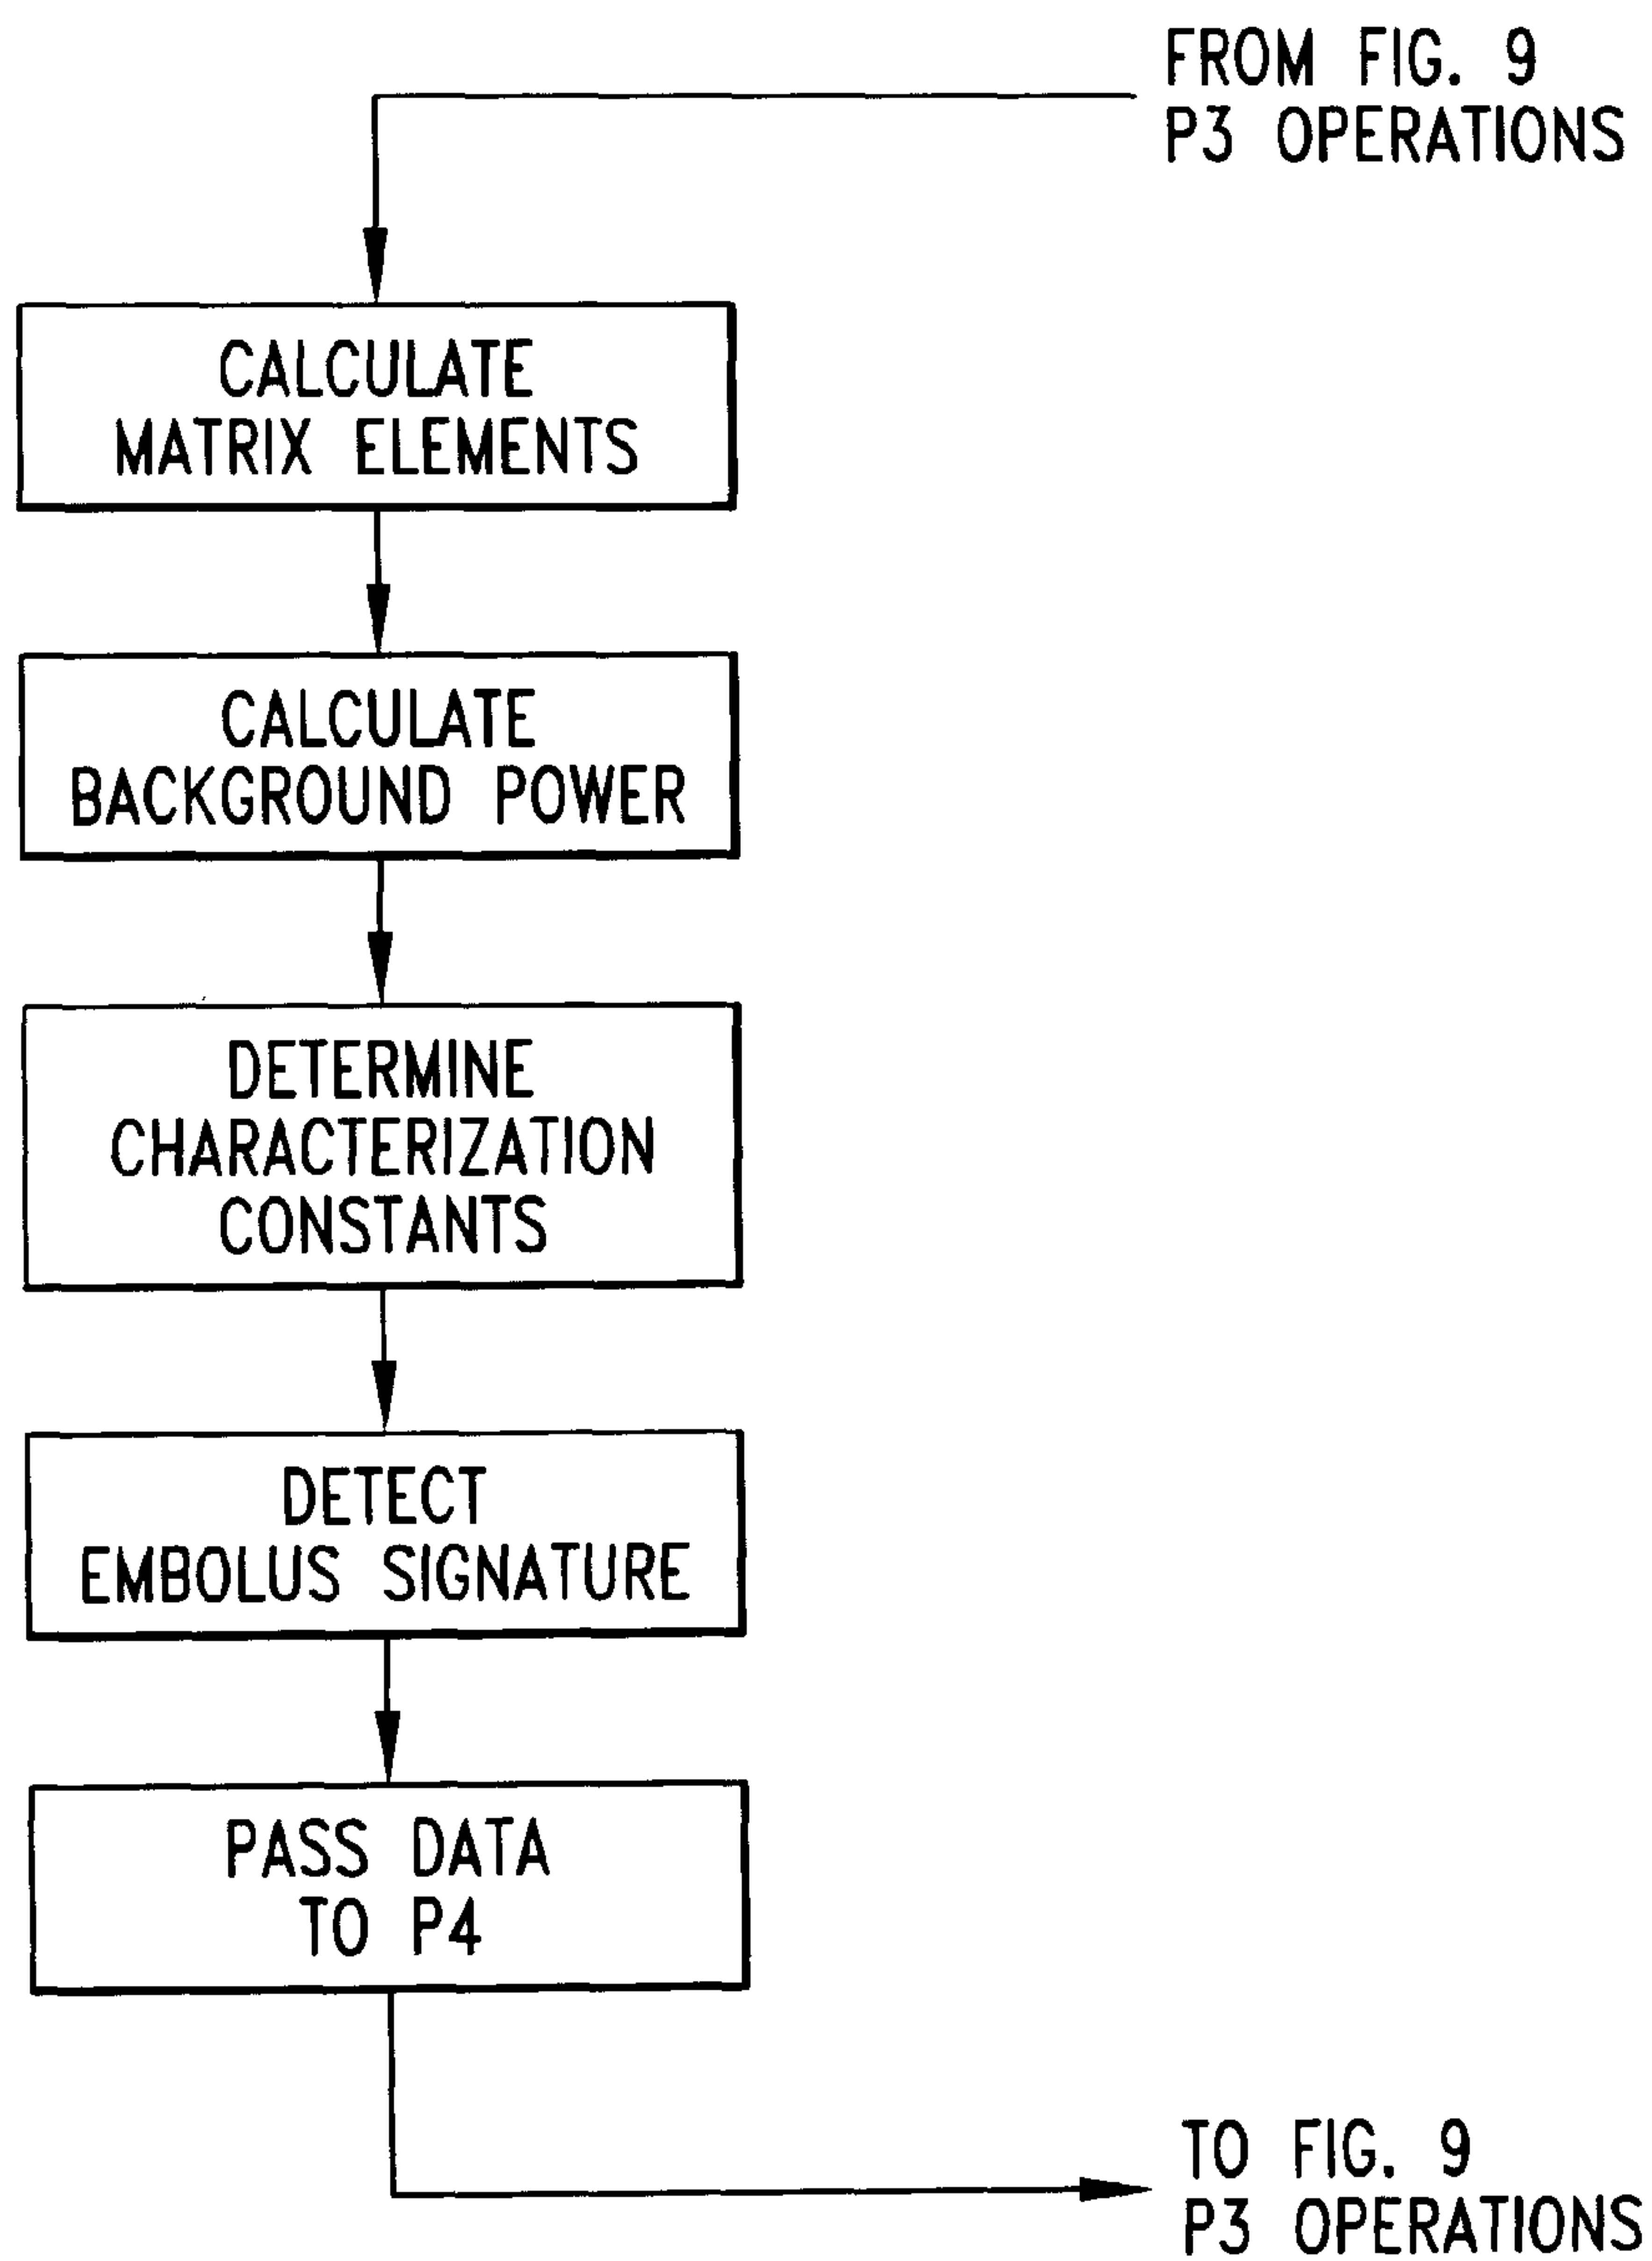 FROM FIG. 9
P3 OPERATIONS
CALCULATE
MATRIX ELEMENTS
CALCULATE
BACKGROUND POWER
DETERMINE
CHARACTERIZATION
CONSTANTS
DETECT
EMBOLUS SIGNATURE
PASS DATA
TO P4
TO FIG. 9
P3 OPERATIONS